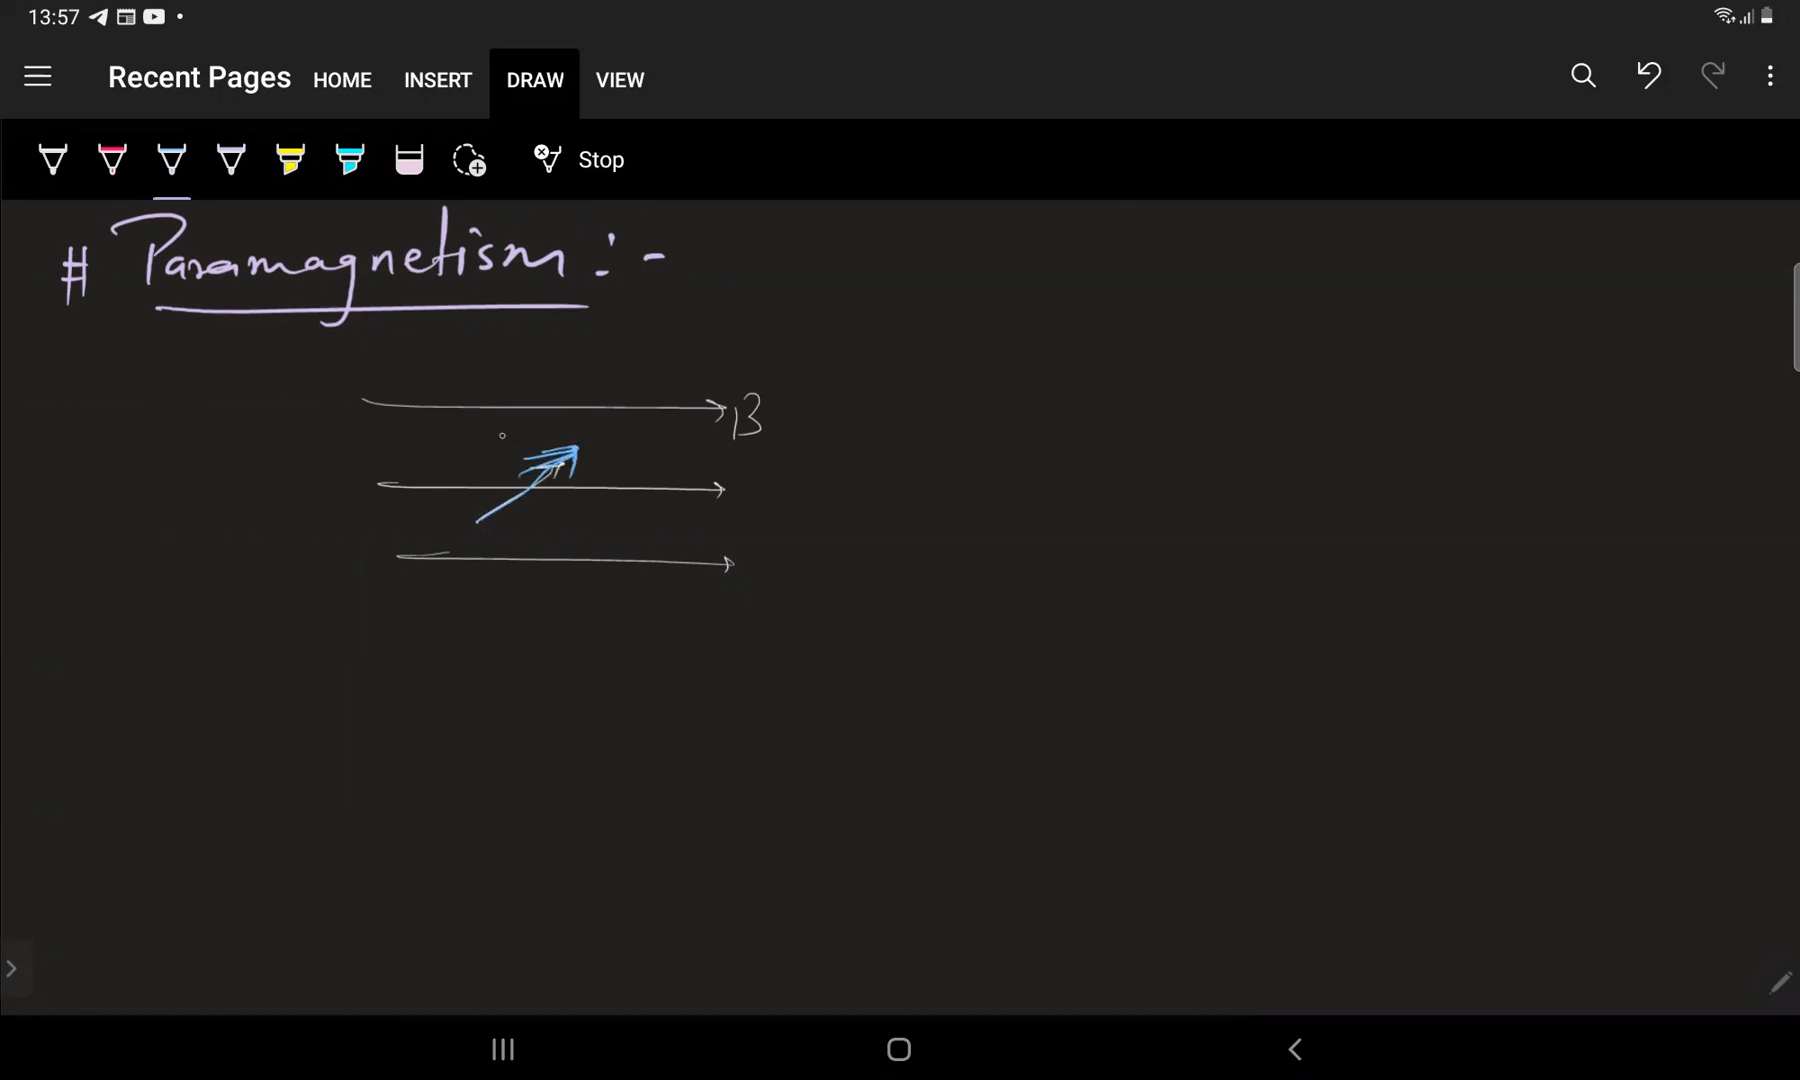 13:57
Recent Pages HOME INSERT DRAW VIEW
Stop
# Paramagnetism :-
B